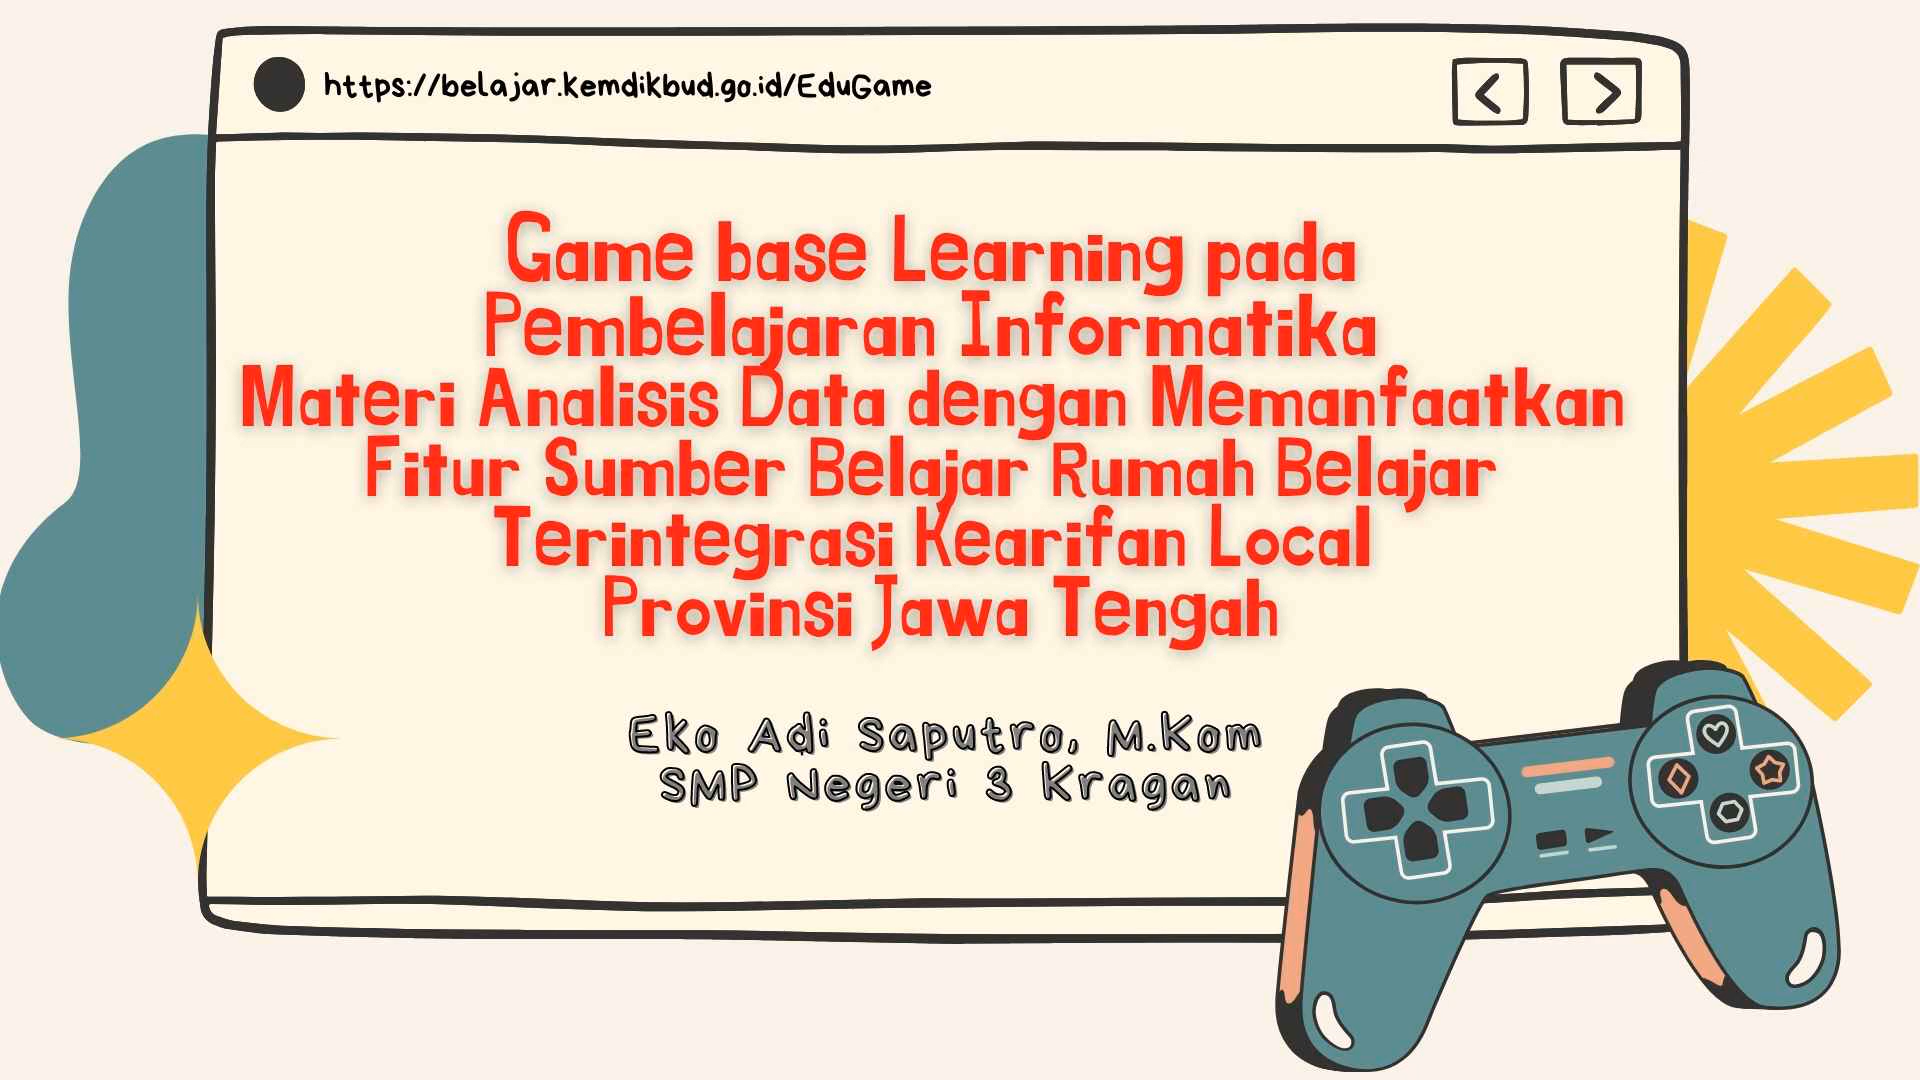 https://belajar.kemdikbud.go.id/EduGame
Game base Learning pada
Pembelajaran Informatika
Materi Analisis Data dengan Memanfaatkan
Fitur Sumber Belajar Rumah Belajar
Terintegrasi Kearifan Local
Provinsi Jawa Tengah
Eko Adi Saputro, M.Kom
SMP Negeri 3 Kragan